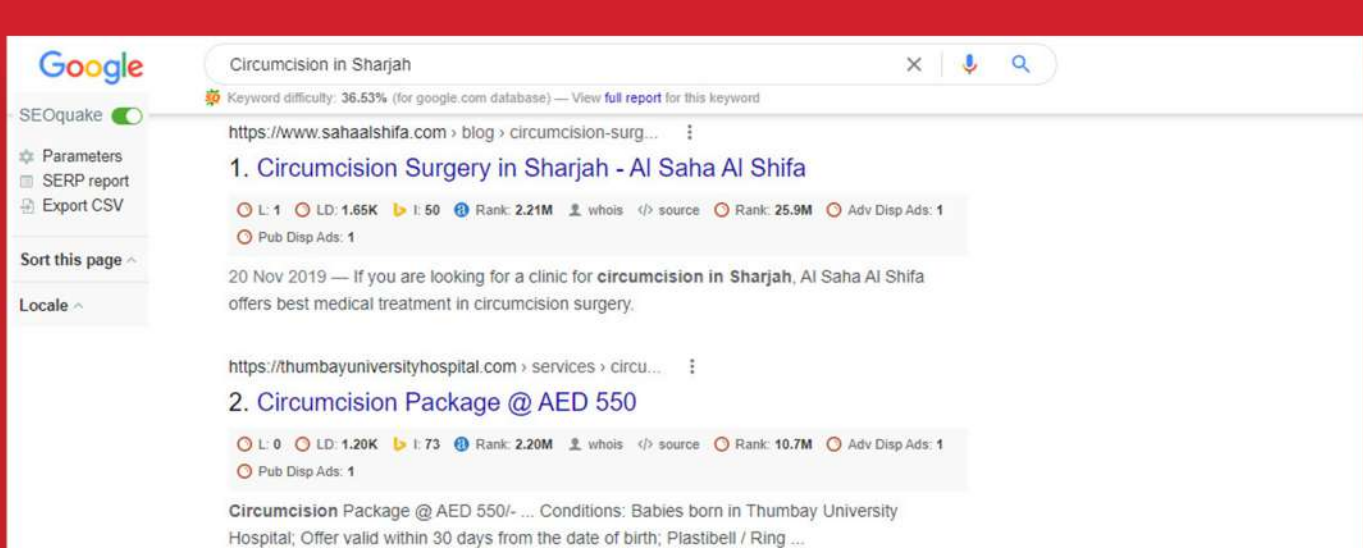 Google
Circumcision in Sharjah
Keyword difficulty: 36.53% (for google.com database) — View full report for this keyword
SEOquake
Parameters
SERP report
Export CSV
Sort this page
Locale
https://www.sahaalshifa.com › blog › circumcision-surg...
1. Circumcision Surgery in Sharjah - Al Saha Al Shifa
L: 1 LD: 1.65K I: 50 Rank: 2.21M whois source Rank: 25.9M Adv Disp Ads: 1
Pub Disp Ads: 1
20 Nov 2019 — If you are looking for a clinic for circumcision in Sharjah, Al Saha Al Shifa
offers best medical treatment in circumcision surgery.
https://thumbayuniversityhospital.com › services › circu...
2. Circumcision Package @ AED 550
L: 0 LD: 1.20K I: 73 Rank: 2.20M whois source Rank: 10.7M Adv Disp Ads: 1
Pub Disp Ads: 1
Circumcision Package @ AED 550/- ... Conditions: Babies born in Thumbay University
Hospital; Offer valid within 30 days from the date of birth; Plastibell / Ring ...